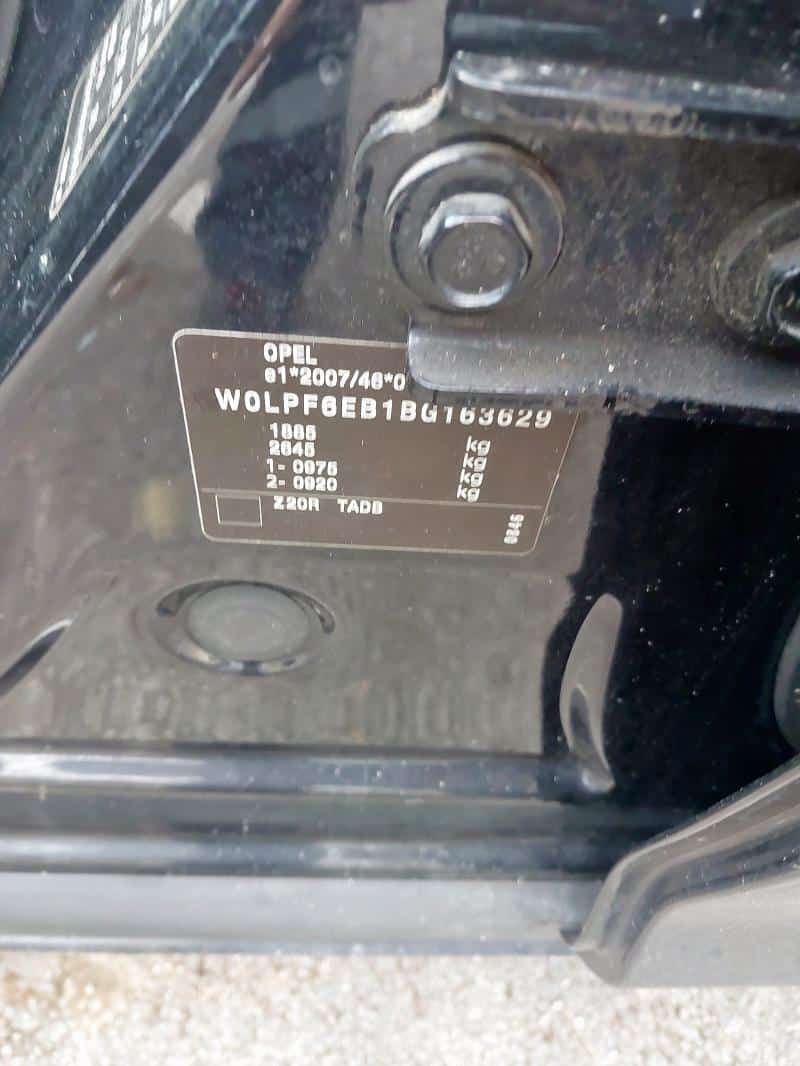 OPEL
e1*2007/46*0
W0LPF6EB1BG163629
1885 kg
2645 kg
1- 0975 kg
2- 0920 kg
Z20R TADB